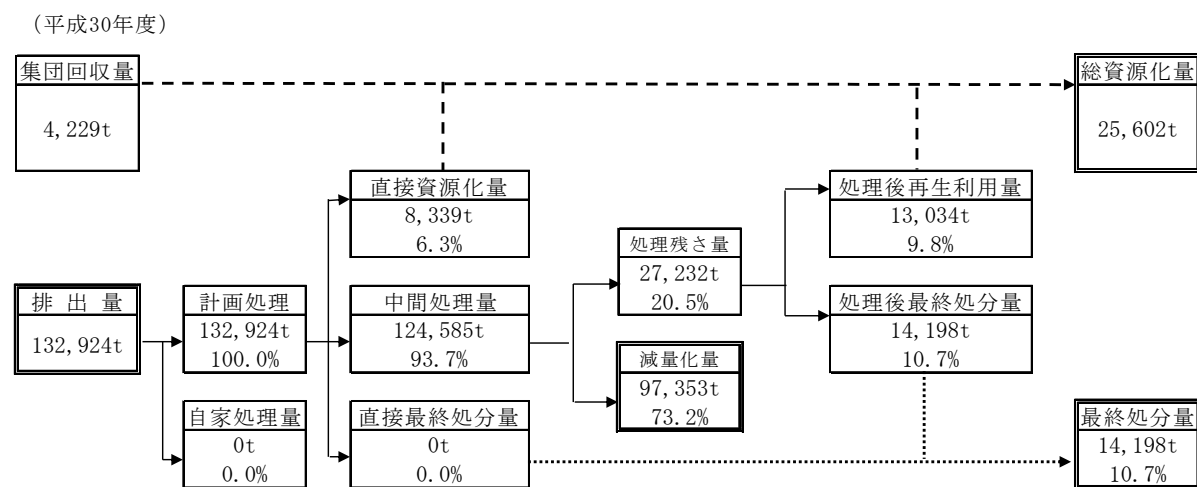 (平成30年度)
集団回収量
4,229t
総資源化量
25,602t
直接資源化量
8,339t
6.3%
処理後再生利用量
13,034t
9.8%
処理残さ量
27,232t
20.5%
排出量
132,924t
計画処理
132,924t
100.0%
中間処理量
124,585t
93.7%
処理後最終処分量
14,198t
10.7%
減量化量
97,353t
73.2%
自家処理量
0t
0.0%
直接最終処分量
0t
0.0%
最終処分量
14,198t
10.7%